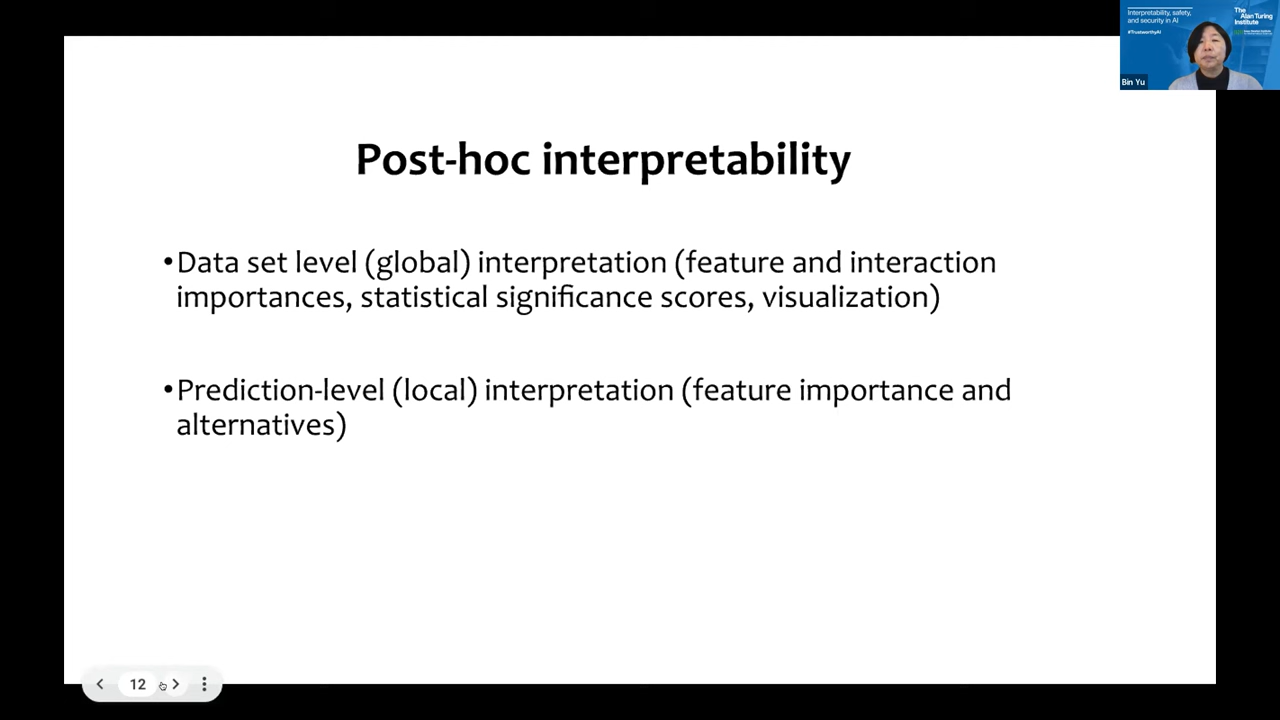 Interpretability, safety,
and security in AI
#TrustworthyAI
The
Alan Turing
Institute
Bin Yu
Post-hoc interpretability
•Data set level (global) interpretation (feature and interaction
importances, statistical significance scores, visualization)
•Prediction-level (local) interpretation (feature importance and
alternatives)
12